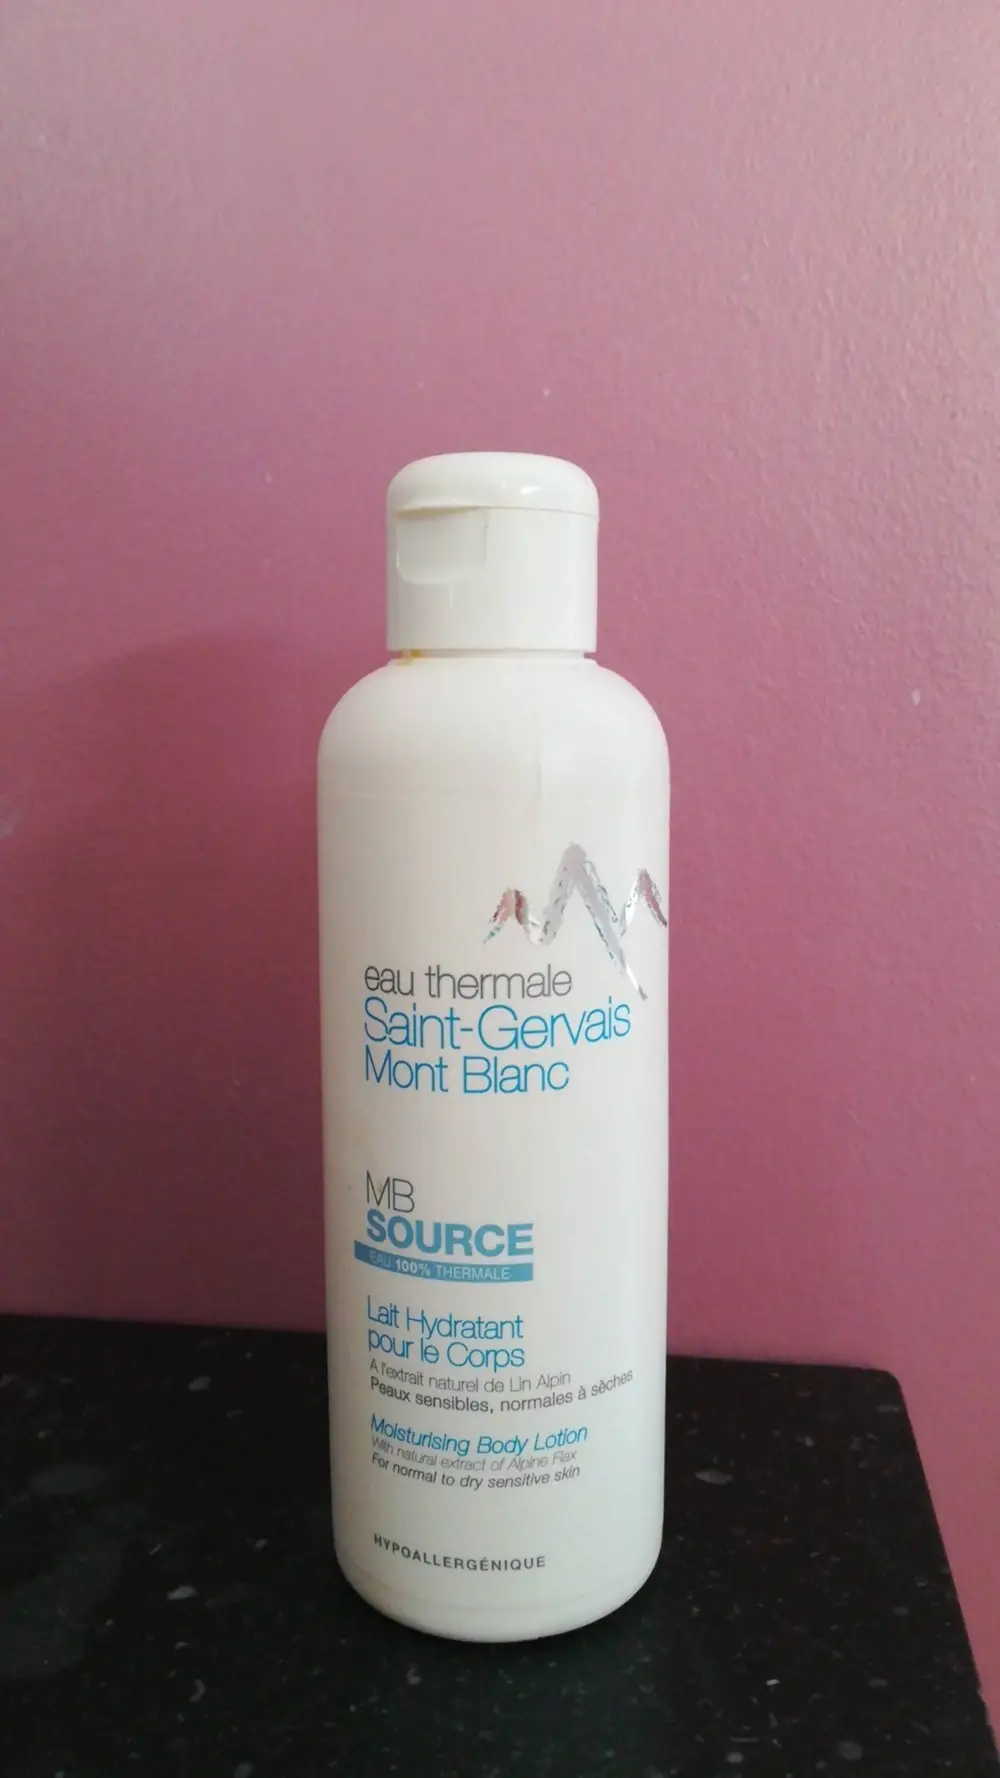 eau thermale
Saint-Gervais
Mont Blanc
MB
SOURCE
EAU 100% THERMALE
Lait Hydratant
pour le Corps
A l'extrait naturel de Lin Alpin
Peaux sensibles, normales à sèches
Moisturising Body Lotion
With natural extract of Alpine Flax
For normal to dry sensitive skin
HYPOALLERGÉNIQUE